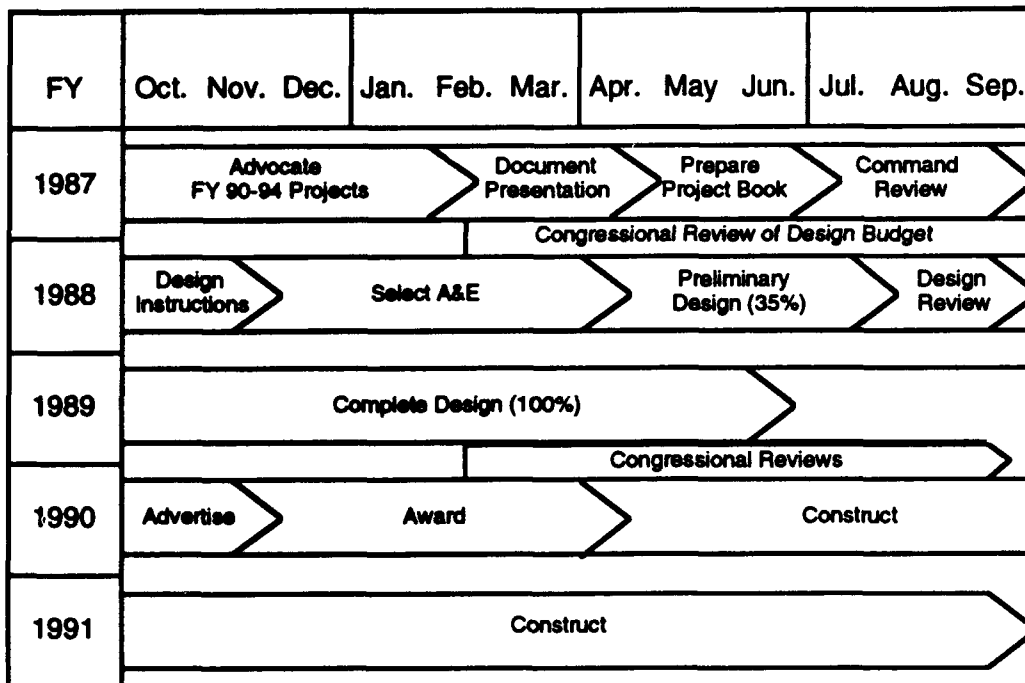 FY
Oct. Nov. Dec. Jan. Feb. Mar. Apr. May Jun. Jul. Aug. Sep.
1987
Advocate
FY 90-94 Projects
Document
Presentation
Prepare
Project Book
Command
Review
Congressional Review of Design Budget
1988
Design
Instructions
Select A&E
Preliminary
Design (35%)
Design
Review
1989
Complete Design (100%)
Congressional Reviews
1990
Advertise
Award
Construct
1991
Construct